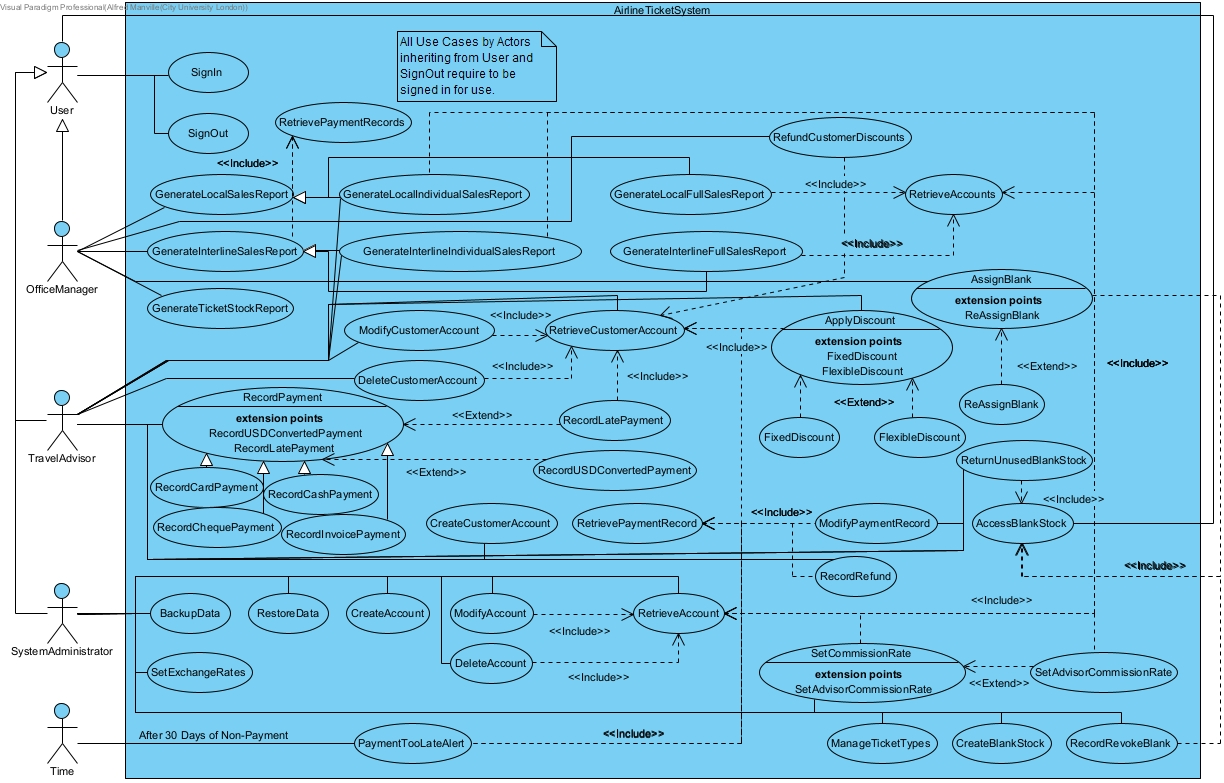 Visual Paradigm Professional(Alfred Manville(City University London))
AirlineTicketSystem
All Use Cases by Actors
inheriting from User and
SignOut require to be
signed in for use.
SignIn
User
SignOut
RetrievePaymentRecords
RefundCustomerDiscounts
<<Include>>
GenerateLocalSalesReport
GenerateLocalIndividualSalesReport
GenerateLocalFullSalesReport
<<Include>>
RetrieveAccounts
GenerateInterlineSalesReport
GenerateInterlineIndividualSalesReport
GenerateInterlineFullSalesReport
<<Include>>
OfficeManager
GenerateTicketStockReport
AssignBlank
extension points
ReAssignBlank
ModifyCustomerAccount
<<Include>>
RetrieveCustomerAccount
<<Include>>
ApplyDiscount
extension points
FixedDiscount
FlexibleDiscount
<<Extend>>
<<Include>>
DeleteCustomerAccount
<<Include>>
<<Include>>
RecordPayment
extension points
RecordUSDConvertedPayment
RecordLatePayment
<<Extend>>
RecordLatePayment
<<Extend>>
ReAssignBlank
FixedDiscount
FlexibleDiscount
TravelAdvisor
<<Extend>>
RecordUSDConvertedPayment
ReturnUnusedBlankStock
RecordCardPayment
RecordCashPayment
<<Include>>
RecordChequePayment
RecordInvoicePayment
CreateCustomerAccount
RetrievePaymentRecord
<<Include>>
ModifyPaymentRecord
AccessBlankStock
RecordRefund
<<Include>>
SystemAdministrator
BackupData
RestoreData
CreateAccount
ModifyAccount
<<Include>>
RetrieveAccount
<<Include>>
DeleteAccount
<<Include>>
SetExchangeRates
SetCommissionRate
extension points
SetAdvisorCommissionRate
<<Extend>>
SetAdvisorCommissionRate
Time
After 30 Days of Non-Payment
PaymentTooLateAlert
<<Include>>
ManageTicketTypes
CreateBlankStock
RecordRevokeBlank